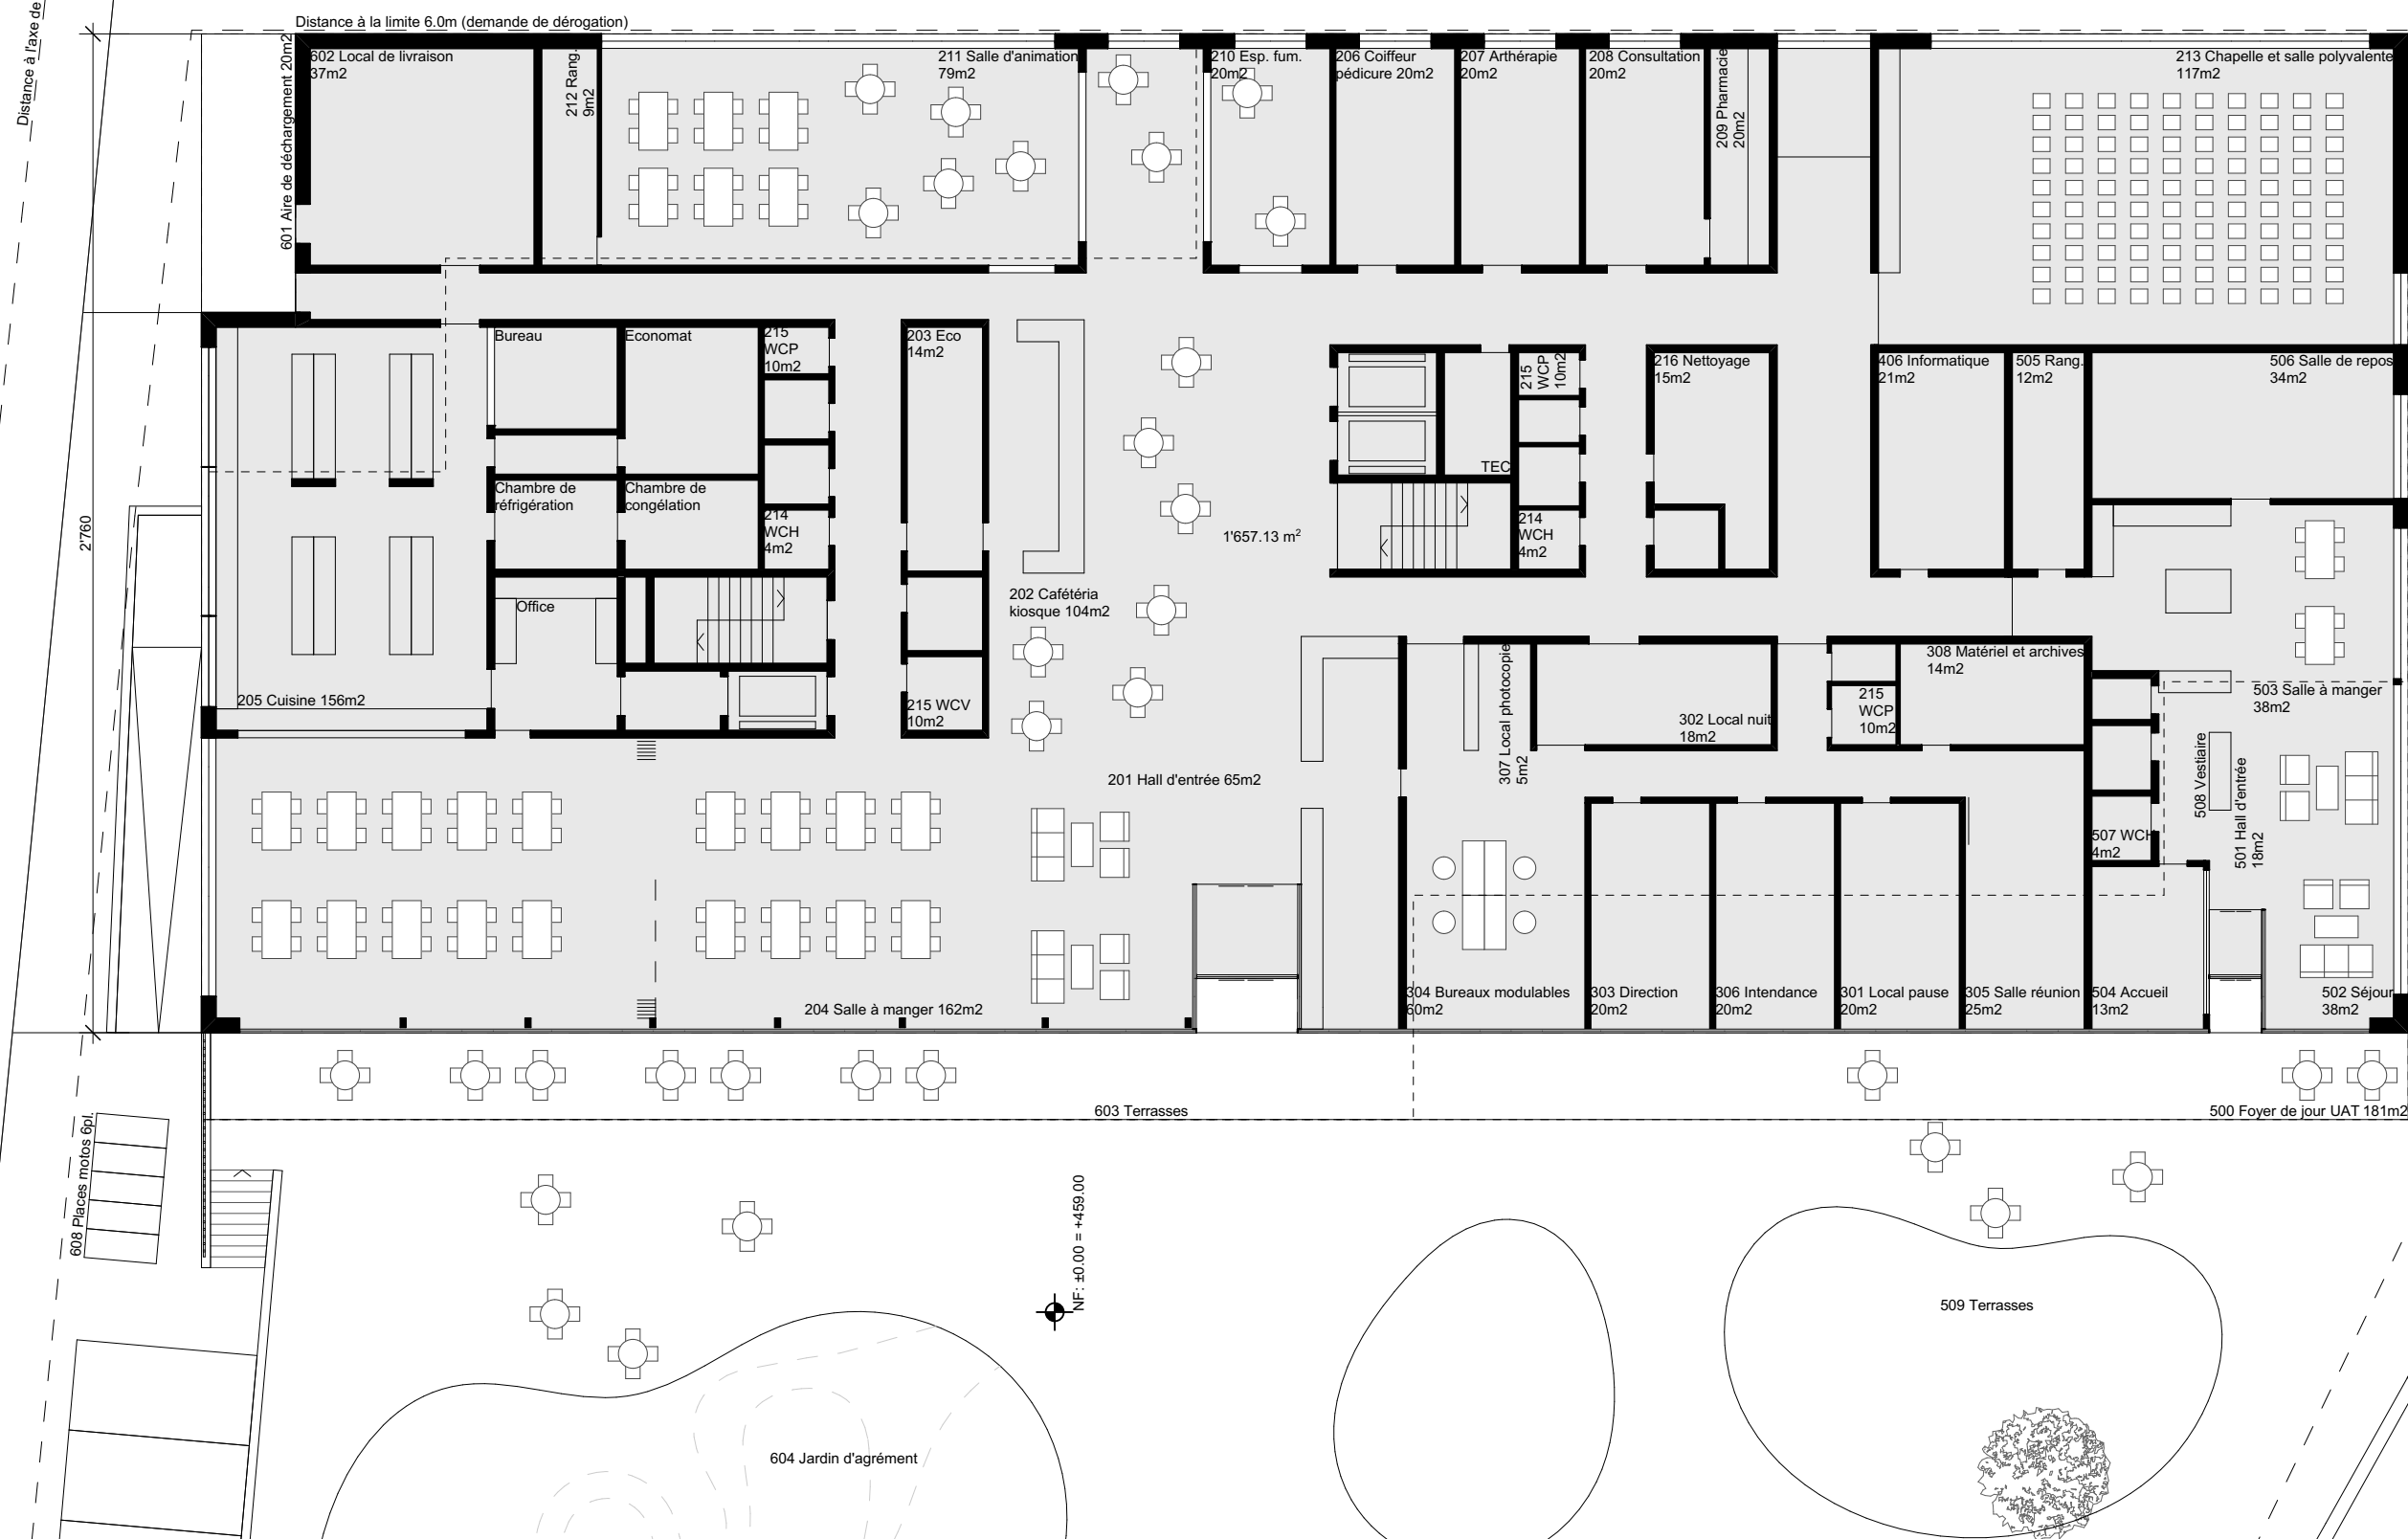 Distance à l'axe de
Distance à la limite 6.0m (demande de dérogation)
601 Aire de déchargement 20m2
602 Local de livraison
37m2
212 Rang.
9m2
211 Salle d'animation
79m2
210 Esp. fum.
20m2
206 Coiffeur
pédicure 20m2
207 Arthérapie
20m2
208 Consultation
20m2
209 Pharmacie
20m2
213 Chapelle et salle polyvalente
117m2
2'760
Bureau
Economat
215
WCP
10m2
203 Eco
14m2
215
WCP
10m2
216 Nettoyage
15m2
406 Informatique
21m2
505 Rang.
12m2
506 Salle de repos
34m2
TEC
Chambre de
réfrigération
Chambre de
congélation
214
WCH
4m2
1'657.13 m2
214
WCH
4m2
Office
202 Cafétéria
kiosque 104m2
205 Cuisine 156m2
215 WCV
10m2
307 Local photocopie
5m2
302 Local nuit
18m2
215
WCP
10m2
308 Matériel et archives
14m2
503 Salle à manger
38m2
201 Hall d'entrée 65m2
508 Vestiaire
501 Hall d'entrée
18m2
507 WCH
4m2
204 Salle à manger 162m2
304 Bureaux modulables
60m2
303 Direction
20m2
306 Intendance
20m2
301 Local pause
20m2
305 Salle réunion
25m2
504 Accueil
13m2
502 Séjour
38m2
603 Terrasses
500 Foyer de jour UAT 181m2
608 Places motos 6pl.
NF: ±0.00 = +459.00
509 Terrasses
604 Jardin d'agrément